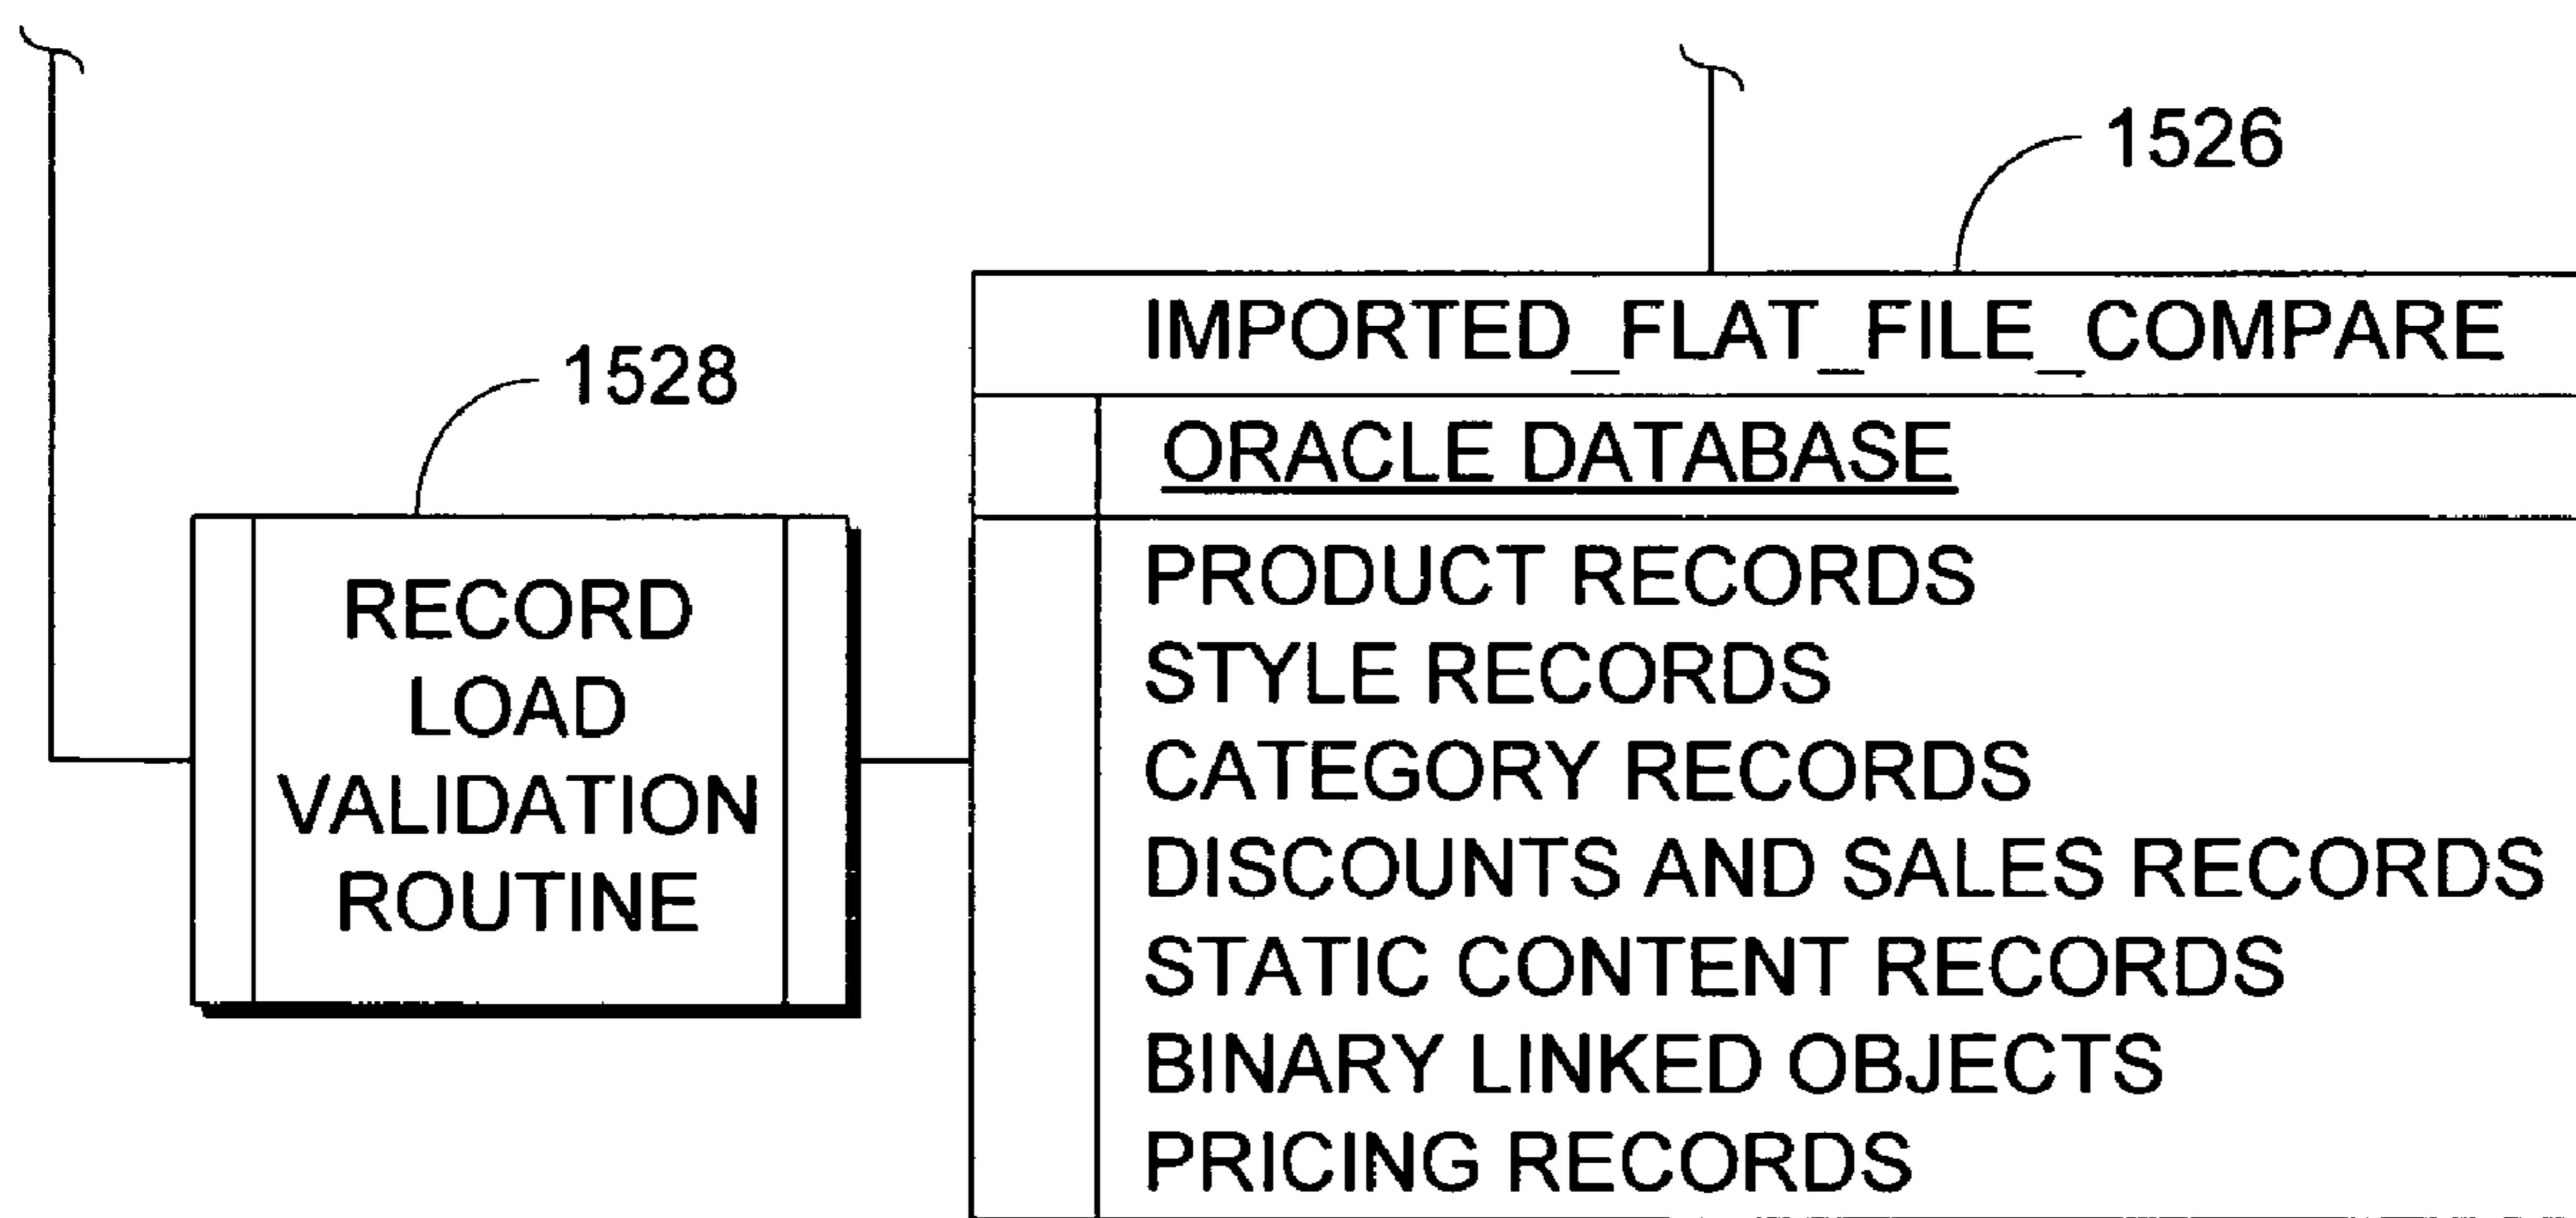 1526
IMPORTED_FLAT_FILE_COMPARE
ORACLE DATABASE
PRODUCT RECORDS
STYLE RECORDS
CATEGORY RECORDS
DISCOUNTS AND SALES RECORDS
STATIC CONTENT RECORDS
BINARY LINKED OBJECTS
PRICING RECORDS
1528
RECORD
LOAD
VALIDATION
ROUTINE